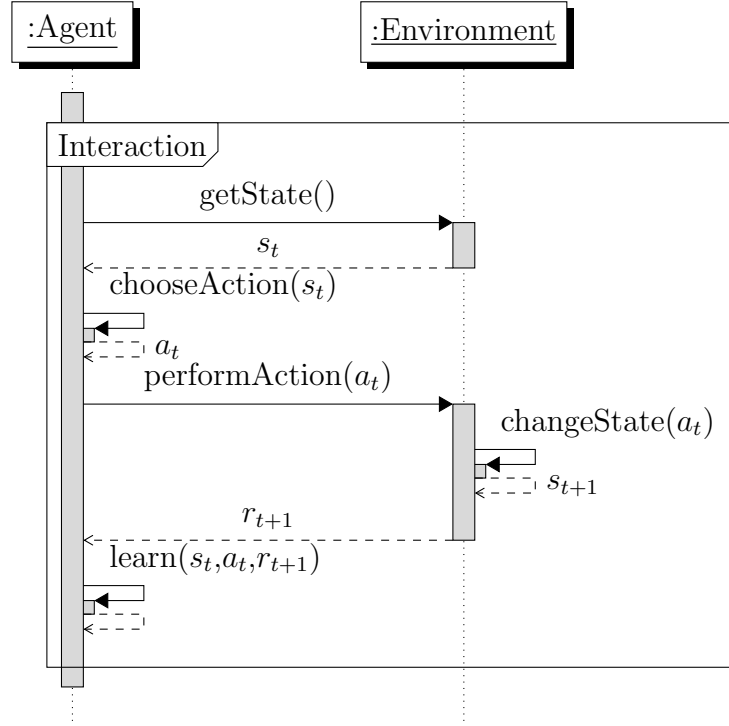 :Agent
:Environment
Interaction
getState()
s_t
chooseAction(s_t)
a_t
performAction(a_t)
changeState(a_t)
s_{t+1}
r_{t+1}
learn(s_t,a_t,r_{t+1})